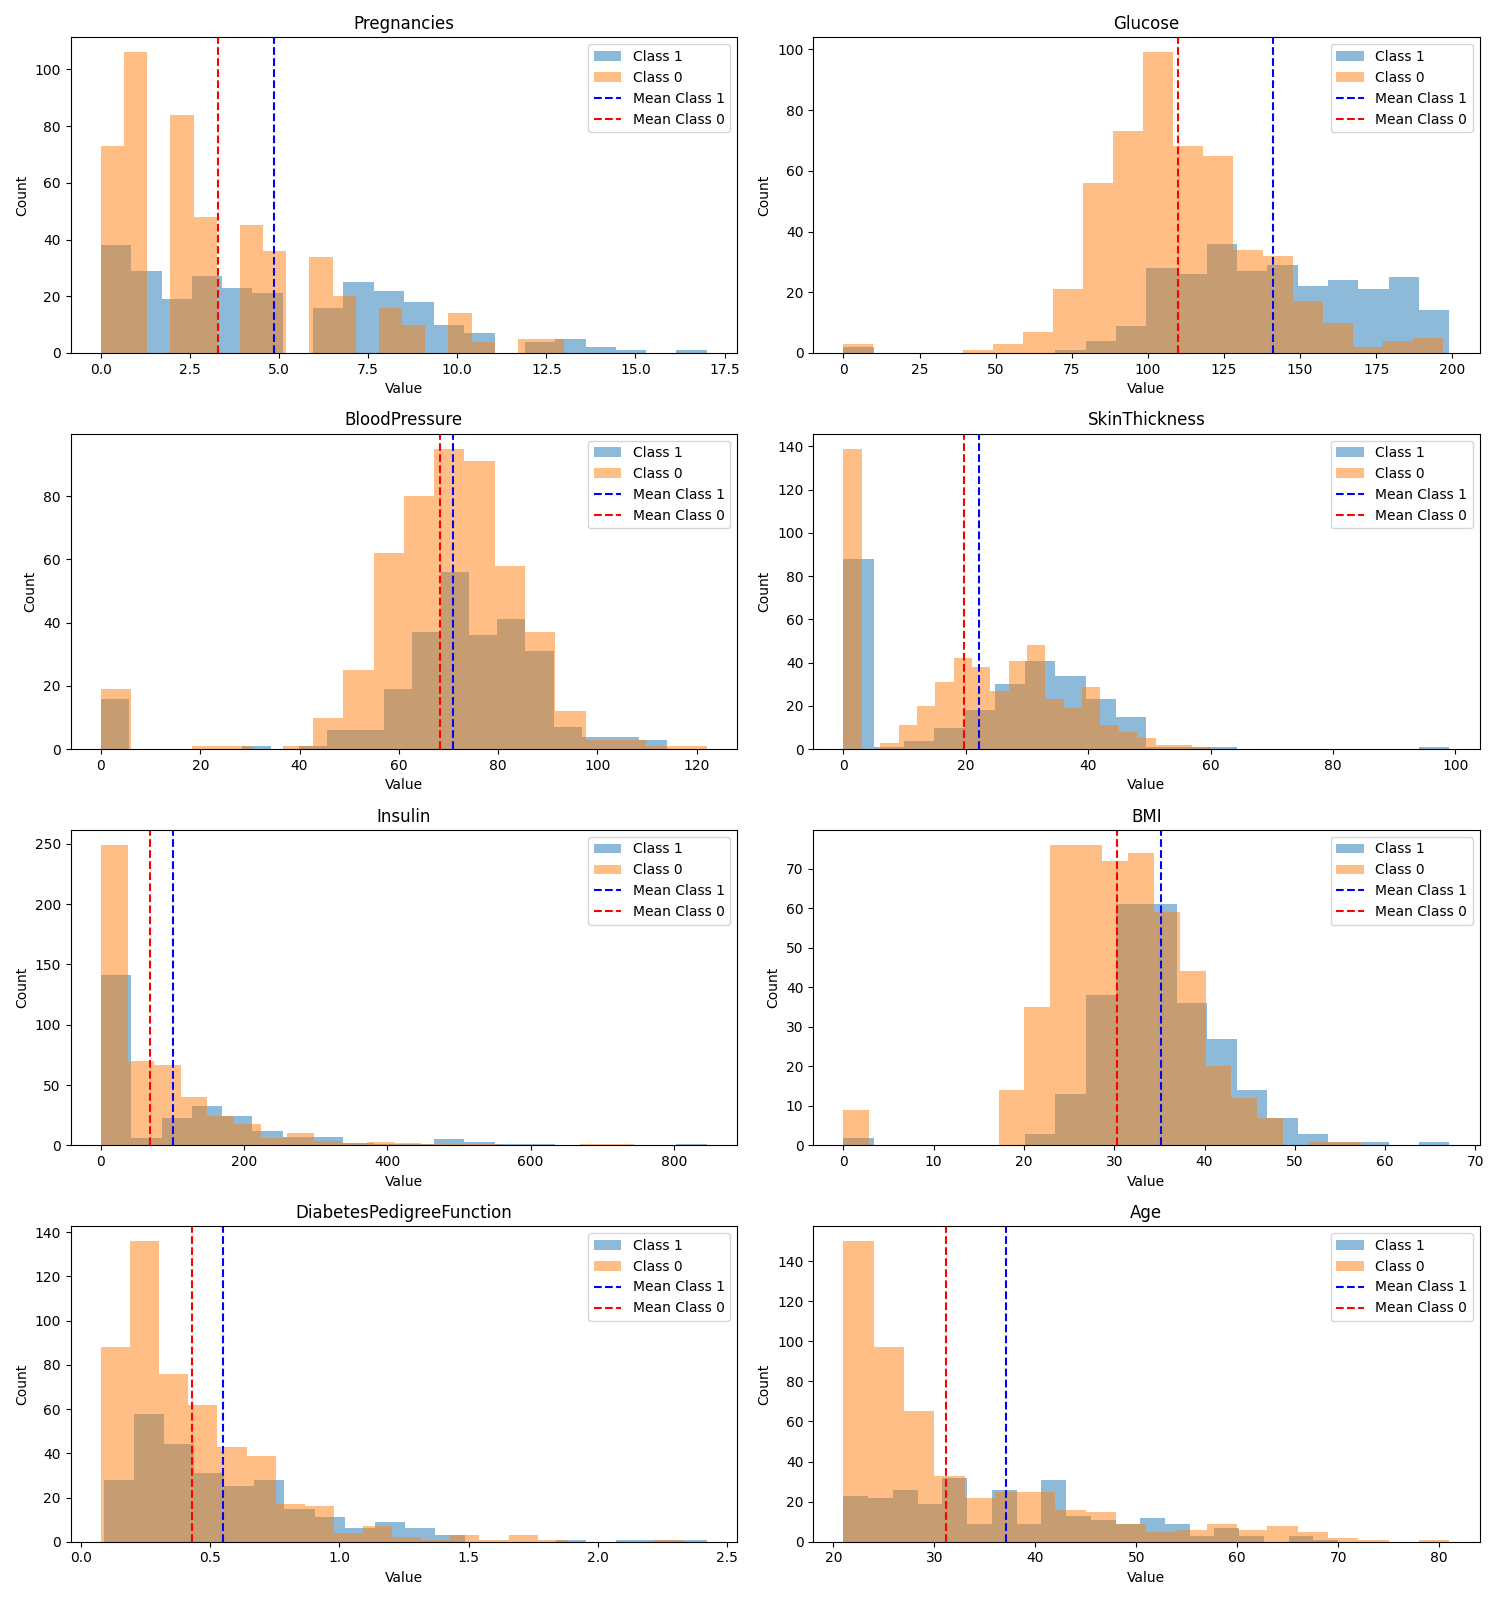 Pregnancies
Count
100
80
60
40
20
0
0.0 2.5 5.0 7.5 10.0 12.5 15.0 17.5
Value
Class 1
Class 0
Mean Class 1
Mean Class 0
Glucose
Count
100
80
60
40
20
0
0 25 50 75 100 125 150 175 200
Value
Class 1
Class 0
Mean Class 1
Mean Class 0
BloodPressure
Count
80
60
40
20
0
0 20 40 60 80 100 120
Value
Class 1
Class 0
Mean Class 1
Mean Class 0
SkinThickness
Count
140
120
100
80
60
40
20
0
0 20 40 60 80 100
Value
Class 1
Class 0
Mean Class 1
Mean Class 0
Insulin
Count
250
200
150
100
50
0
0 200 400 600 800
Value
Class 1
Class 0
Mean Class 1
Mean Class 0
BMI
Count
70
60
50
40
30
20
10
0
0 10 20 30 40 50 60 70
Value
Class 1
Class 0
Mean Class 1
Mean Class 0
DiabetesPedigreeFunction
Count
140
120
100
80
60
40
20
0
0.0 0.5 1.0 1.5 2.0 2.5
Value
Class 1
Class 0
Mean Class 1
Mean Class 0
Age
Count
140
120
100
80
60
40
20
0
20 30 40 50 60 70 80
Value
Class 1
Class 0
Mean Class 1
Mean Class 0